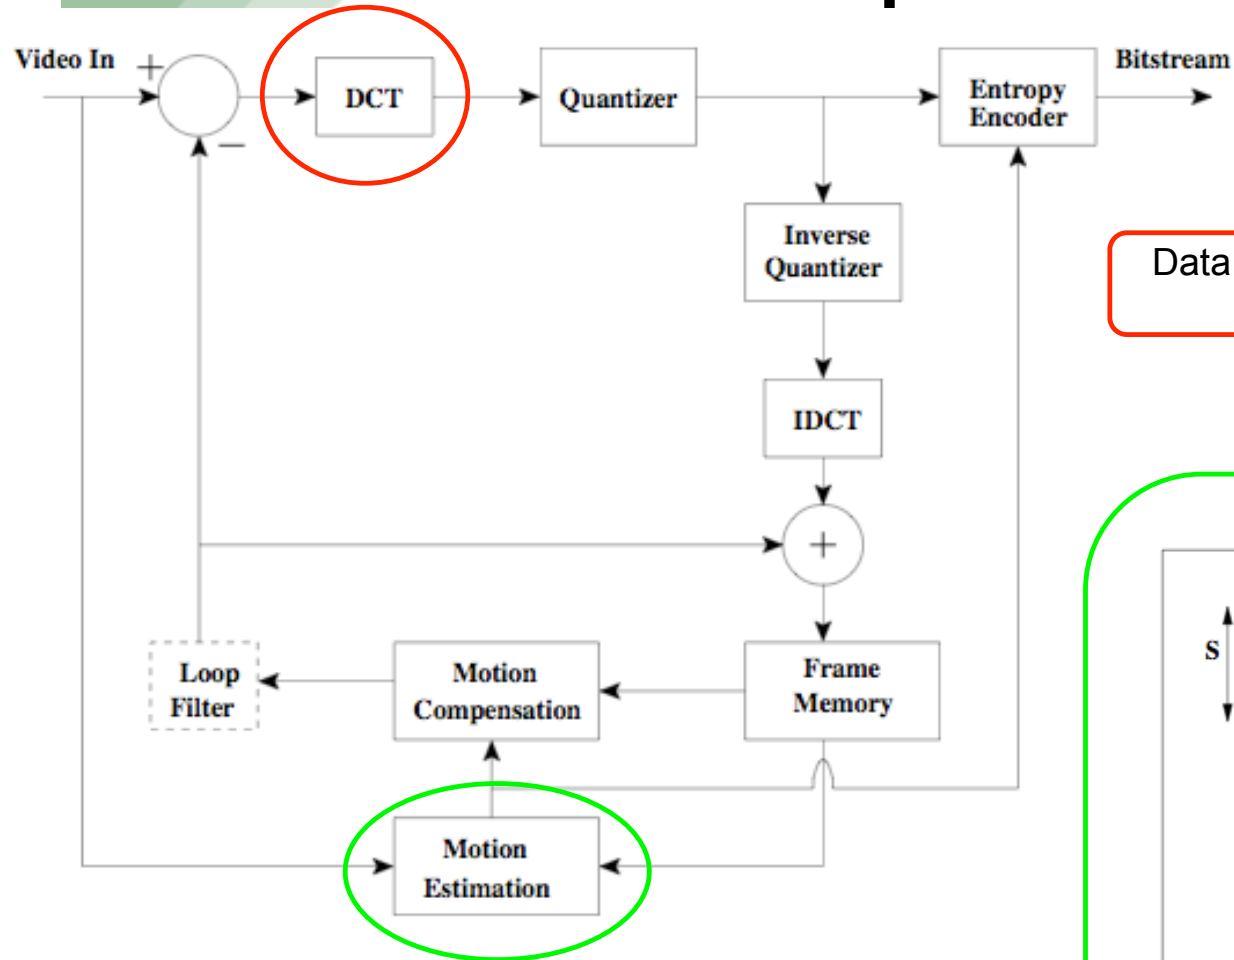 Video In
+
−
DCT
Quantizer
Entropy
Encoder
Bitstream
Inverse
Quantizer
Data
IDCT
+
S
Loop
Filter
Motion
Compensation
Frame
Memory
Motion
Estimation